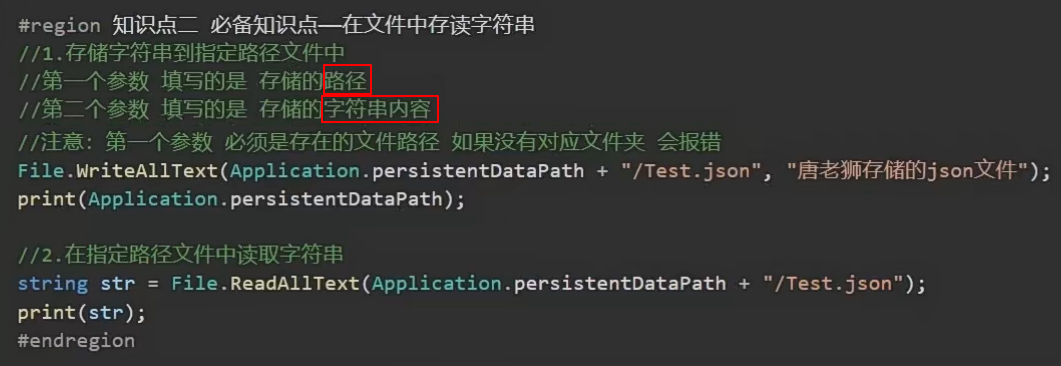 #region 知识点二 必备知识点——在文件中存读字符串
//1.存储字符串到指定路径文件中
//第一个参数 填写的是 存储的路径
//第二个参数 填写的是 存储的字符串内容
//注意：第一个参数 必须是存在的文件路径 如果没有对应文件夹 会报错
File.WriteAllText(Application.persistentDataPath + "/Test.json", "唐老狮存储的json文件");
print(Application.persistentDataPath);
//2.在指定路径文件中读取字符串
string str = File.ReadAllText(Application.persistentDataPath + "/Test.json");
print(str);
#endregion